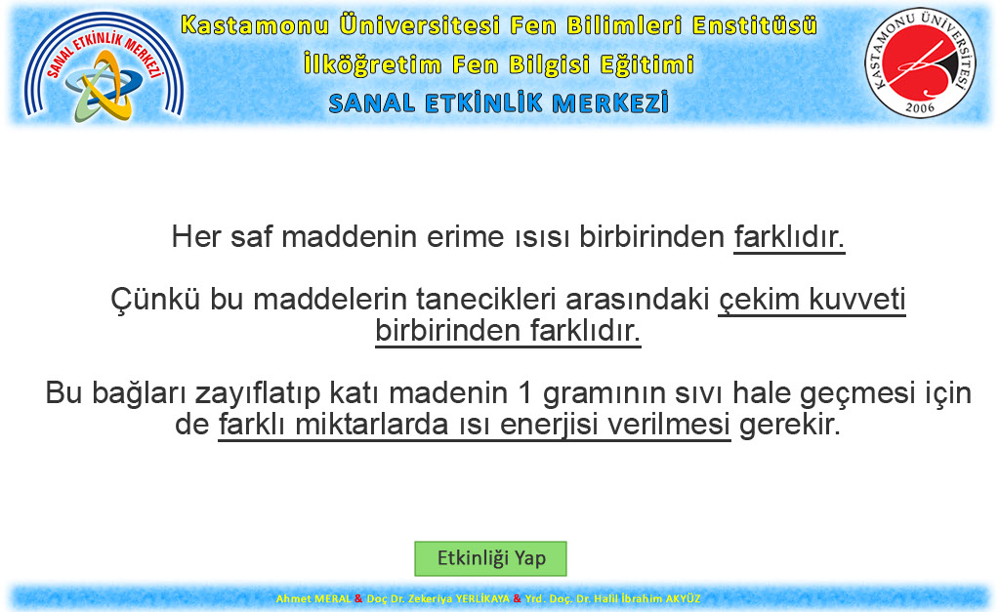 Kastamonu Üniversitesi Fen Bilimleri Enstitüsü
İlköğretim Fen Bilgisi Eğitimi
SANAL ETKİNLİK MERKEZİ
SANAL ETKİNLİK MERKEZİ
KASTAMONU ÜNİVERSİTESİ
2006
Her saf maddenin erime ısısı birbirinden farklıdır.
Çünkü bu maddelerin tanecikleri arasındaki çekim kuvveti
birbirinden farklıdır.
Bu bağları zayıflatıp katı madenin 1 gramının sıvı hale geçmesi için
de farklı miktarlarda ısı enerjisi verilmesi gerekir.
Etkinliği Yap
Ahmet MERAL & Doç Dr. Zekeriya YERLİKAYA & Yrd. Doç. Dr. Halil İbrahim AKYÜZ